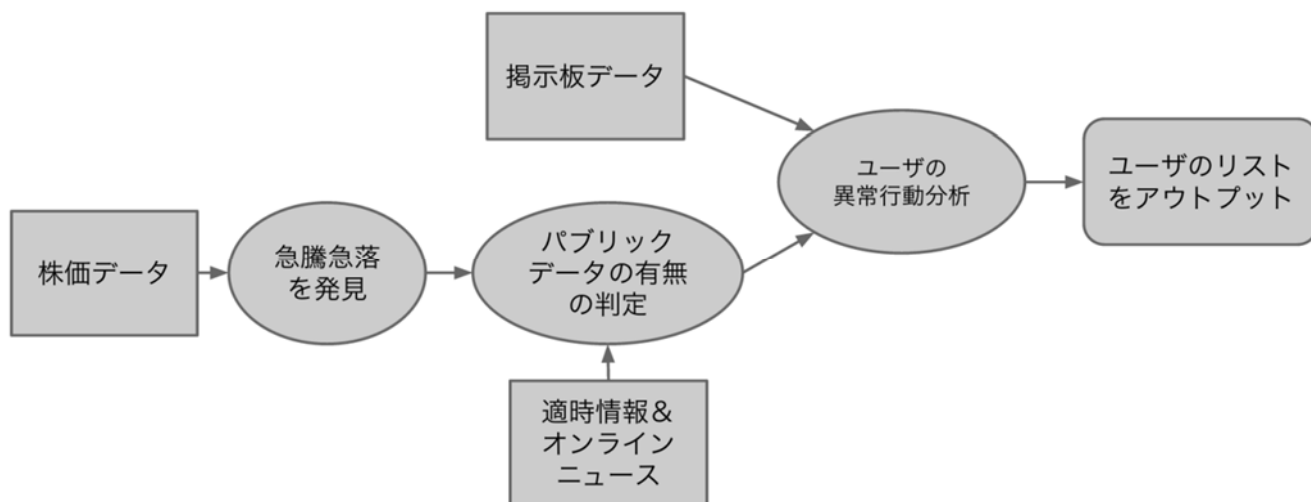 掲示板データ
ユーザの
異常行動分析
ユーザのリスト
をアウトプット
株価データ
急騰急落
を発見
パブリック
データの有無
の判定
適時情報＆
オンライン
ニュース